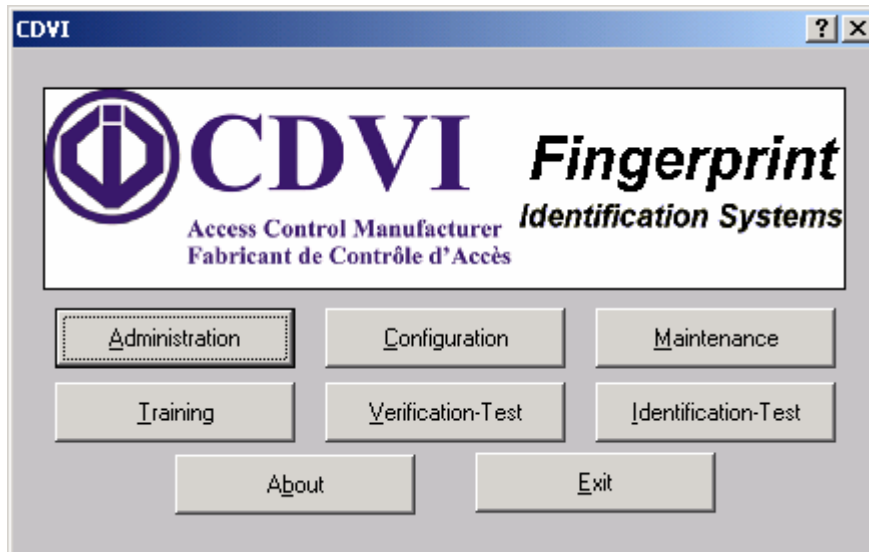 CDVI
CDVI
Fingerprint
Identification Systems
Access Control Manufacturer
Fabricant de Contrôle d'Accès
Administration
Configuration
Maintenance
Training
Verification-Test
Identification-Test
About
Exit